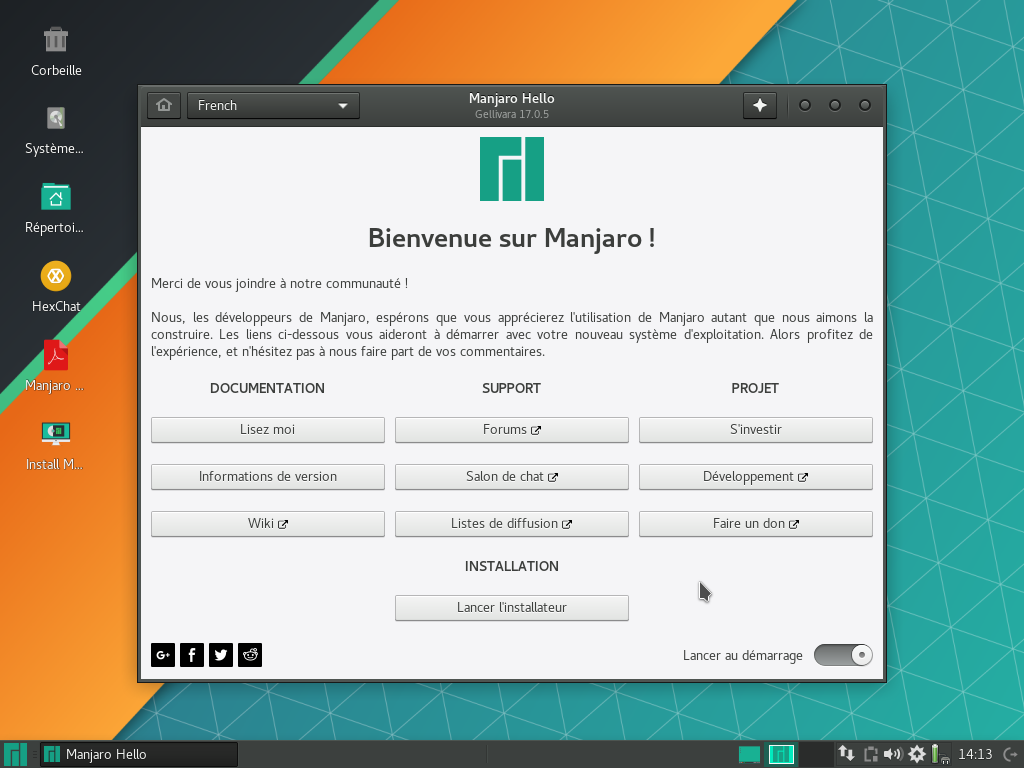 Corbeille
Système...
Répertoi...
HexChat
Manjaro ...
Install M...
French
Manjaro Hello
Gellivara 17.0.5
Bienvenue sur Manjaro !
Merci de vous joindre à notre communauté !
Nous, les développeurs de Manjaro, espérons que vous apprécierez l'utilisation de Manjaro autant que nous aimons la
construire. Les liens ci-dessous vous aideront à démarrer avec votre nouveau système d'exploitation. Alors profitez de
l'expérience, et n'hésitez pas à nous faire part de vos commentaires.
DOCUMENTATION SUPPORT PROJET
Lisez moi Forums S'investir
Informations de version Salon de chat Développement
Wiki Listes de diffusion Faire un don
INSTALLATION
Lancer l'installateur
G+ f Lancer au démarrage
Manjaro Hello 14:13